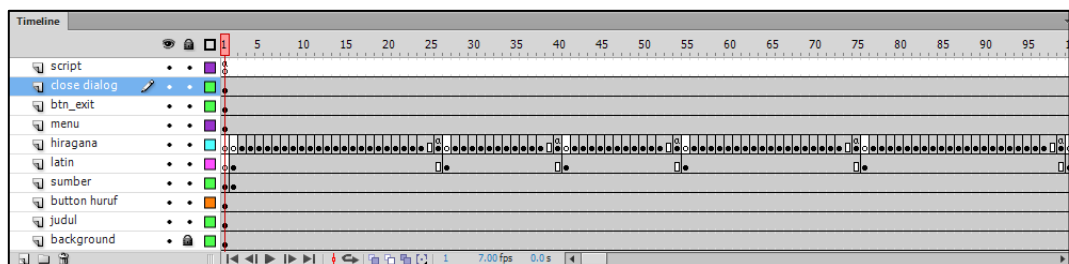 Timeline
1 5 10 15 20 25 30 35 40 45 50 55 60 65 70 75 80 85 90 95 1
script
close dialog
btn_exit
menu
hiragana
latin
sumber
button huruf
judul
background
1 7.00 fps 0.0 s